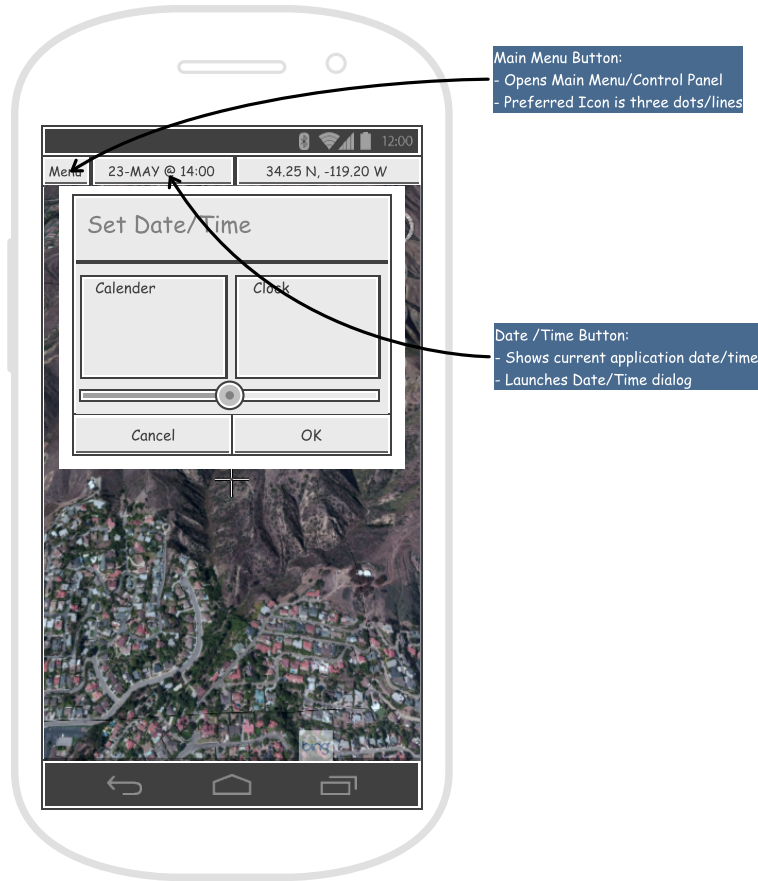 Main Menu Button:
- Opens Main Menu/Control Panel
- Preferred Icon is three dots/lines
12:00
Menu
23-MAY @ 14:00
34.25 N, -119.20 W
Set Date/Time
Calender
Clock
Date /Time Button:
- Shows current application date/time
- Launches Date/Time dialog
Cancel
OK
bing